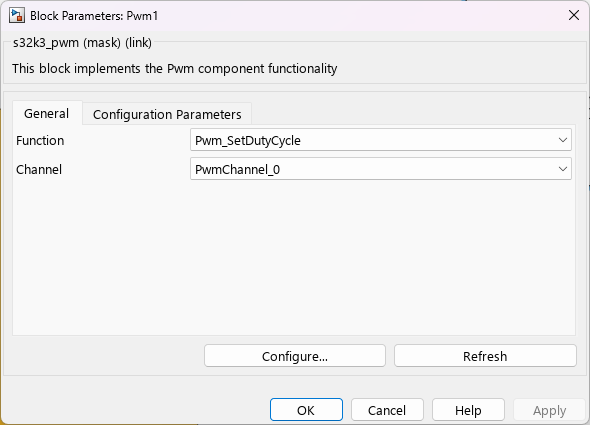 Block Parameters: Pwm1
s32k3_pwm (mask) (link)
This block implements the Pwm component functionality
General Configuration Parameters
Function Pwm_SetDutyCycle
Channel PwmChannel_0
Configure... Refresh
OK Cancel Help Apply